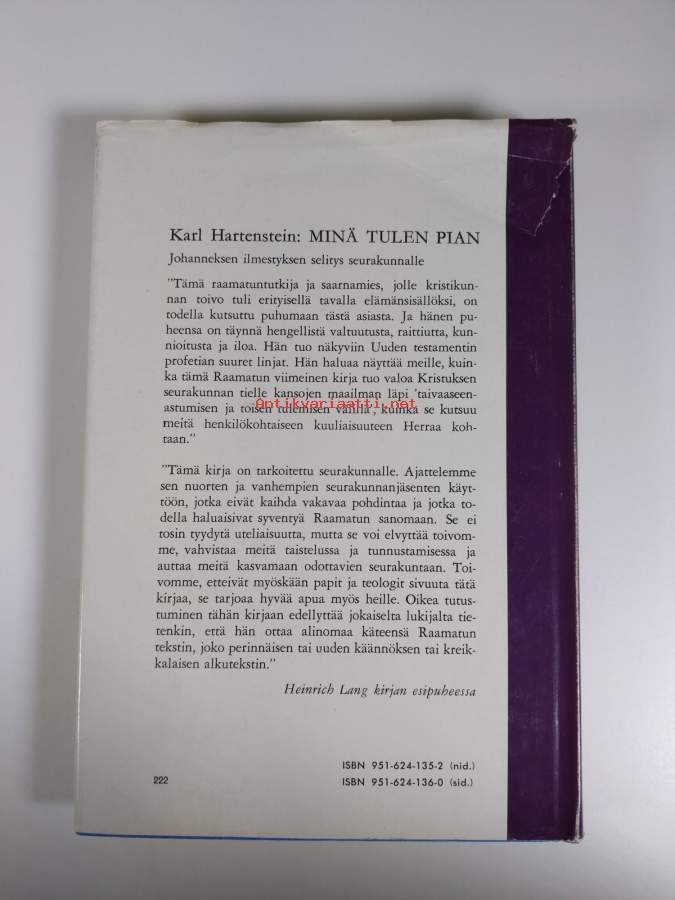 Karl Hartenstein: MINÄ TULEN PIAN
Johanneksen ilmestyksen selitys seurakunnalle
"Tämä raamatuntutkija ja saarnamies, jolle kristikun-
nan toivo tuli erityisellä tavalla elämänsisällöksi, on
todella kutsuttu puhumaan tästä asiasta. Ja hänen pu-
heensa on täynnä hengellistä valtuutusta, raittiutta, kun-
nioitusta ja iloa. Hän tuo näkyviin Uuden testamentin
profetian suuret linjat. Hän haluaa näyttää meille, kuin-
ka tämä Raamatun viimeinen kirja tuo valoa Kristuksen
seurakunnan tielle kansojen maailman läpi 'taivaaseen-
Antikvariaatti.net
astumisen ja toisen tulemisen välillä', kuinka se kutsuu
meitä henkilökohtaiseen kuuliaisuuteen Herraa koh-
taan."
"Tämä kirja on tarkoitettu seurakunnalle. Ajattelemme
sen nuorten ja vanhempien seurakunnanjäsenten käyt-
töön, jotka eivät kaihda vakavaa pohdintaa ja jotka to-
della haluaisivat syventyä Raamatun sanomaan. Se ei
tosin tyydytä uteliaisuutta, mutta se voi elvyttää toivom-
me, vahvistaa meitä taistelussa ja tunnustamisessa ja
auttaa meitä kasvamaan odottavien seurakuntaan. Toi-
vomme, etteivät myöskään papit ja teologit sivuuta tätä
kirjaa, se tarjoaa hyvää apua myös heille. Oikea tutus-
tuminen tähän kirjaan edellyttää jokaiselta lukijalta tie-
tenkin, että hän ottaa alinomaa käteensä Raamatun
tekstin, joko perinnäisen tai uuden käännöksen tai kreik-
kalaisen alkutekstin."
Heinrich Lang kirjan esipuheessa
ISBN 951-624-135-2 (nid.)
222 ISBN 951-624-136-0 (sid.)